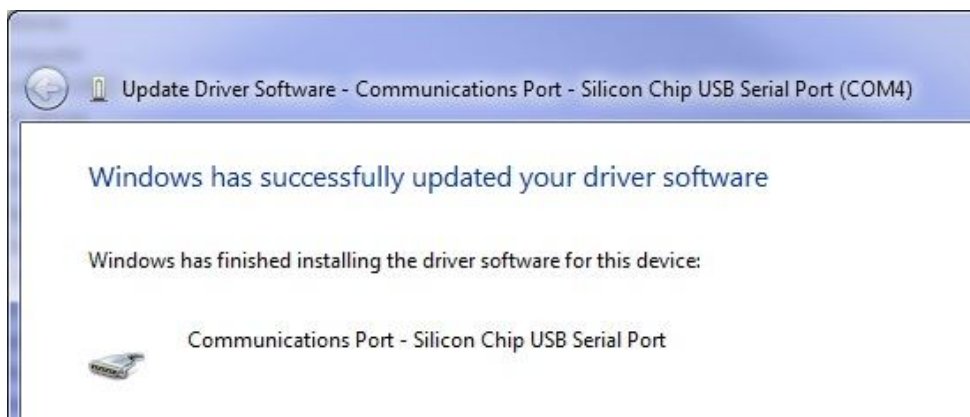 Update Driver Software - Communications Port - Silicon Chip USB Serial Port (COM4)
Windows has successfully updated your driver software
Windows has finished installing the driver software for this device:
Communications Port - Silicon Chip USB Serial Port